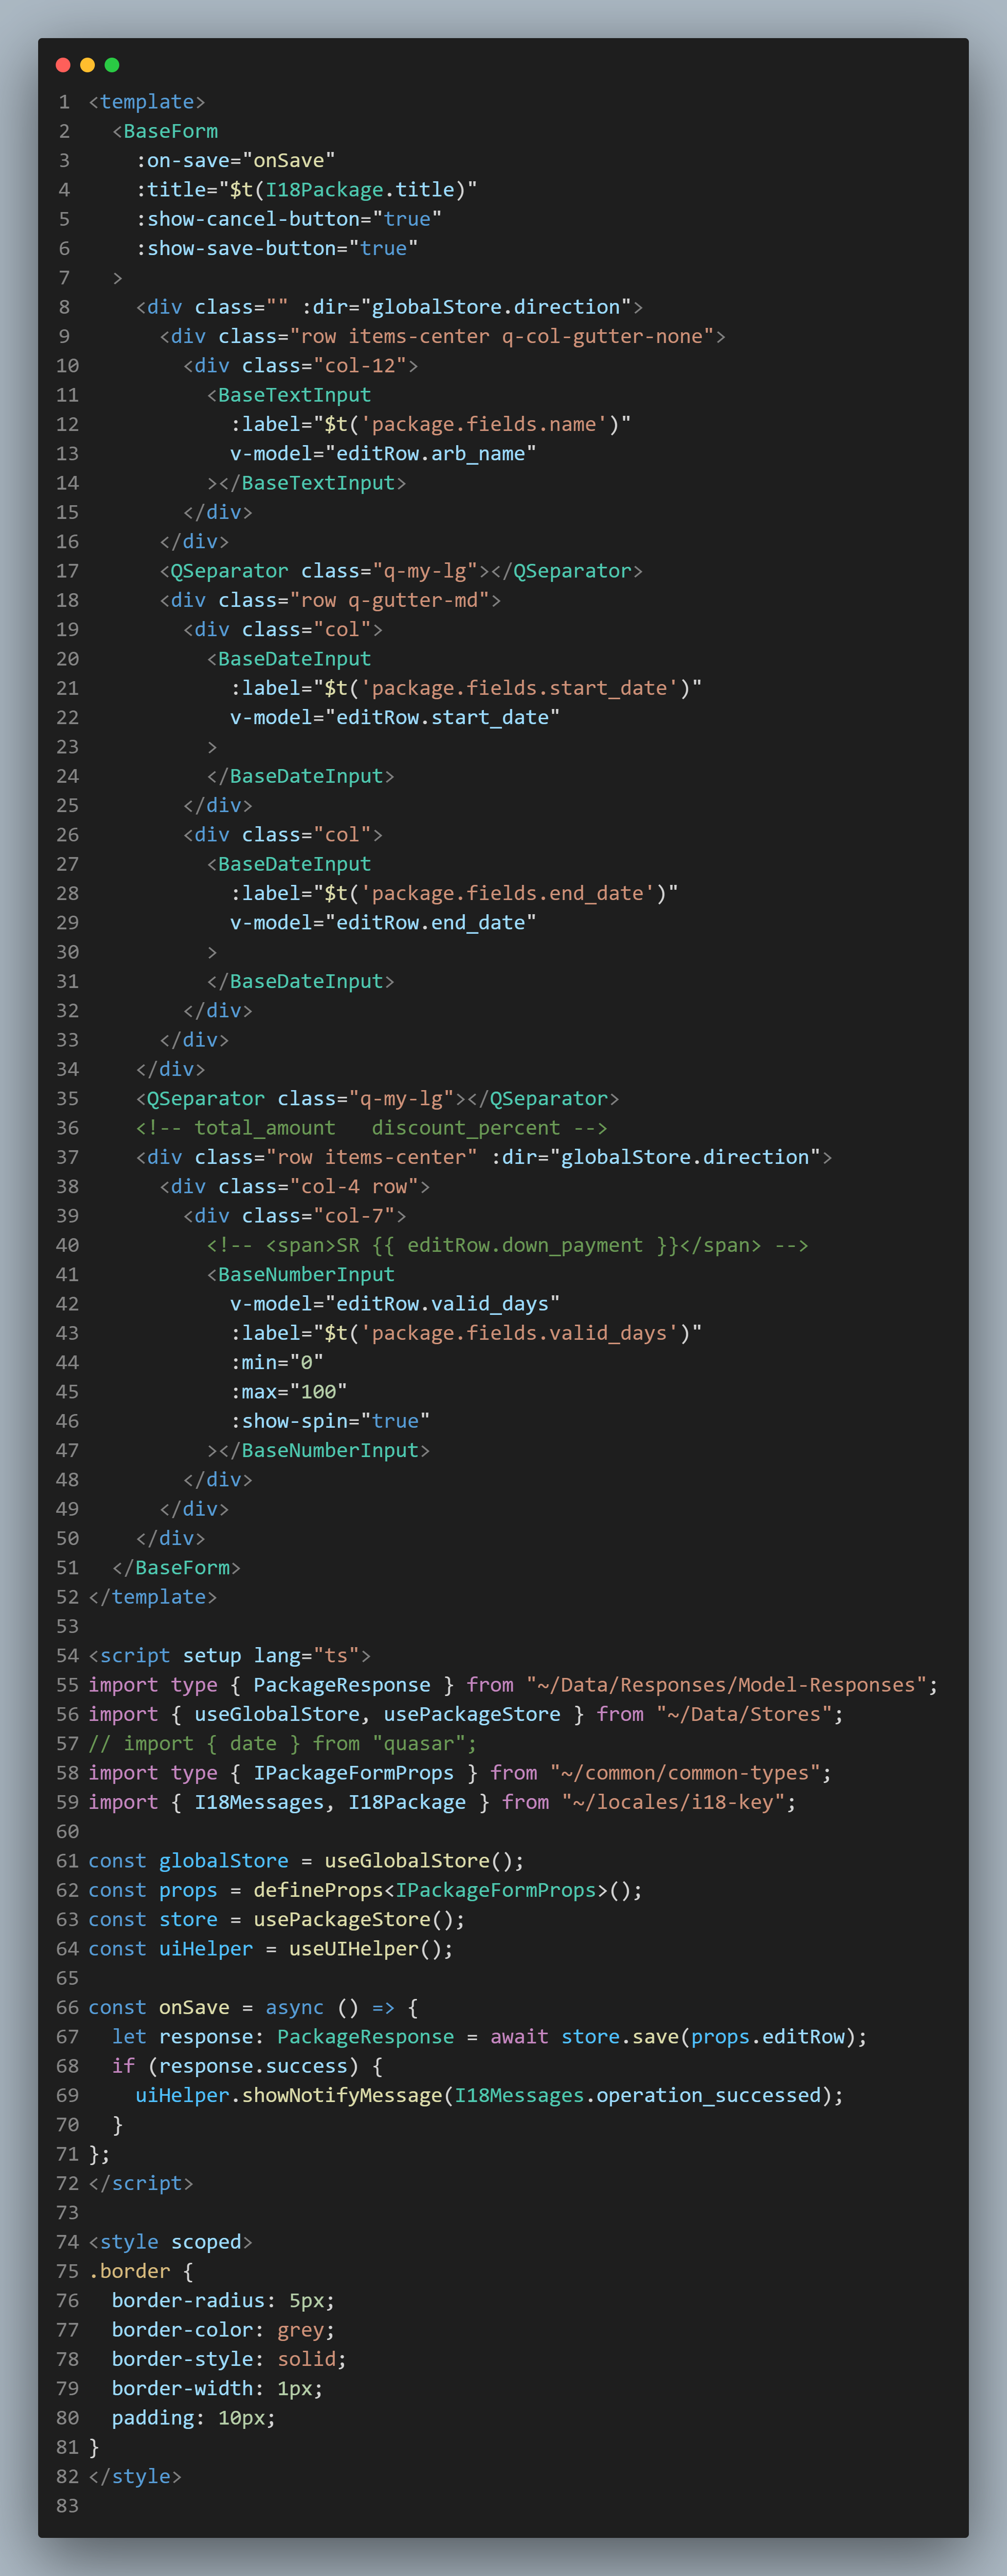 1 <template>
2   <BaseForm
3     :on-save="onSave"
4     :title="$t(I18Package.title)"
5     :show-cancel-button="true"
6     :show-save-button="true"
7   >
8     <div class="" :dir="globalStore.direction">
9       <div class="row items-center q-col-gutter-none">
10         <div class="col-12">
11           <BaseTextInput
12             :label="$t('package.fields.name')"
13             v-model="editRow.arb_name"
14           ></BaseTextInput>
15         </div>
16       </div>
17       <QSeparator class="q-my-lg"></QSeparator>
18       <div class="row q-gutter-md">
19         <div class="col">
20           <BaseDateInput
21             :label="$t('package.fields.start_date')"
22             v-model="editRow.start_date"
23           >
24           </BaseDateInput>
25         </div>
26         <div class="col">
27           <BaseDateInput
28             :label="$t('package.fields.end_date')"
29             v-model="editRow.end_date"
30           >
31           </BaseDateInput>
32         </div>
33       </div>
34     </div>
35     <QSeparator class="q-my-lg"></QSeparator>
36     <!-- total_amount   discount_percent -->
37     <div class="row items-center" :dir="globalStore.direction">
38       <div class="col-4 row">
39         <div class="col-7">
40           <!-- <span>SR {{ editRow.down_payment }}</span> -->
41           <BaseNumberInput
42             v-model="editRow.valid_days"
43             :label="$t('package.fields.valid_days')"
44             :min="0"
45             :max="100"
46             :show-spin="true"
47           ></BaseNumberInput>
48         </div>
49       </div>
50     </div>
51   </BaseForm>
52 </template>
53
54 <script setup lang="ts">
55 import type { PackageResponse } from "~/Data/Responses/Model-Responses";
56 import { useGlobalStore, usePackageStore } from "~/Data/Stores";
57 // import { date } from "quasar";
58 import type { IPackageFormProps } from "~/common/common-types";
59 import { I18Messages, I18Package } from "~/locales/i18-key";
60
61 const globalStore = useGlobalStore();
62 const props = defineProps<IPackageFormProps>();
63 const store = usePackageStore();
64 const uiHelper = useUIHelper();
65
66 const onSave = async () => {
67   let response: PackageResponse = await store.save(props.editRow);
68   if (response.success) {
69     uiHelper.showNotifyMessage(I18Messages.operation_successed);
70   }
71 };
72 </script>
73
74 <style scoped>
75 .border {
76   border-radius: 5px;
77   border-color: grey;
78   border-style: solid;
79   border-width: 1px;
80   padding: 10px;
81 }
82 </style>
83